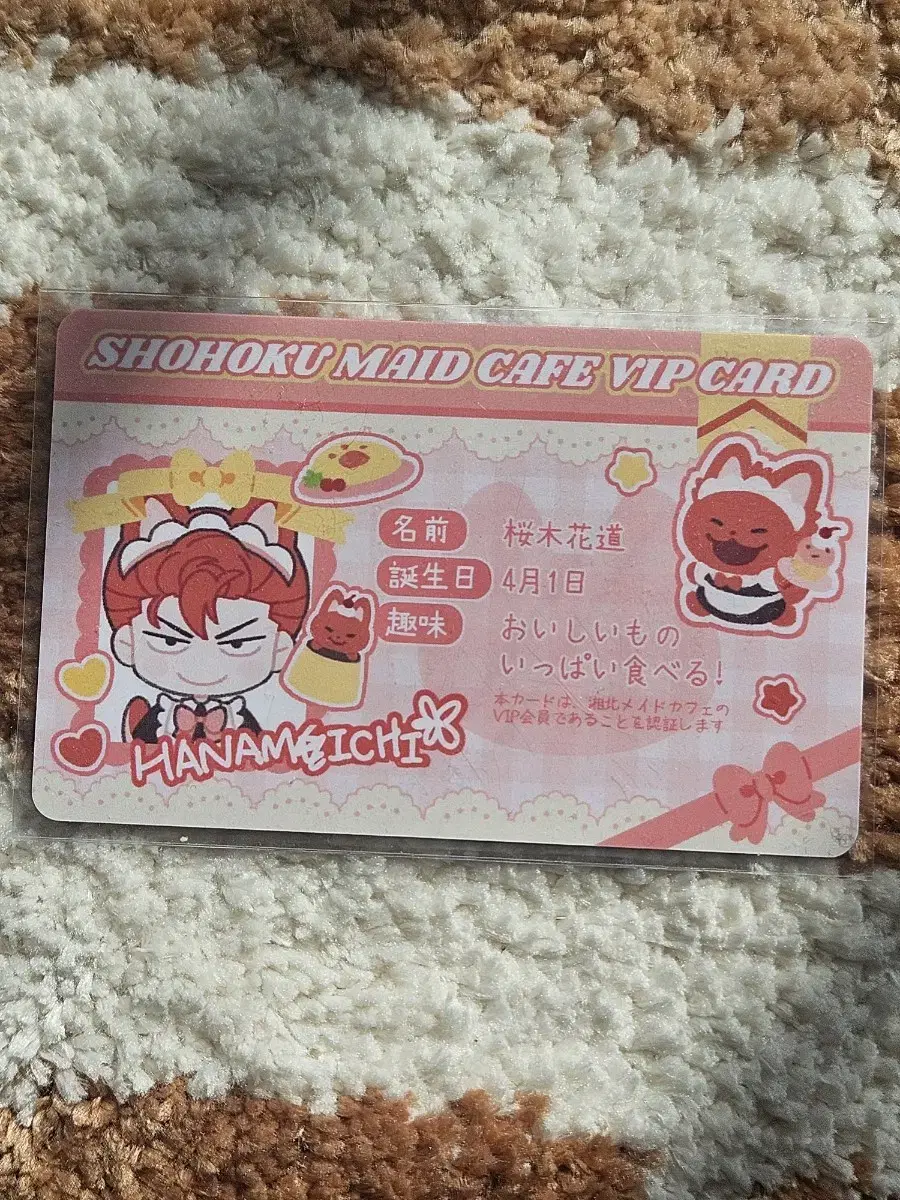 SHOHOKU MAID CAFE VIP CARD
名前 桜木花道
誕生日 4月1日
趣味 おいしいもの
いっぱい食べる!
本カードは、湘北メイドカフェの
VIP会員であることを認証します
HANAMICHI